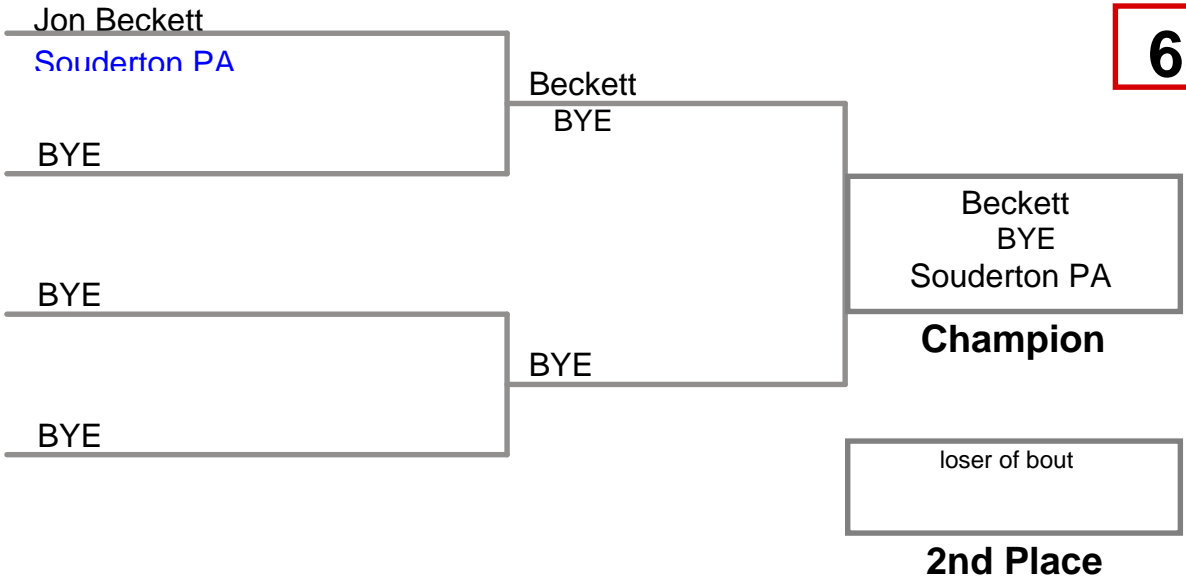 Jon Beckett
Souderton PA
BYE
BYE
BYE
Beckett
BYE
BYE
6
Beckett
BYE
Souderton PA
Champion
loser of bout
2nd Place